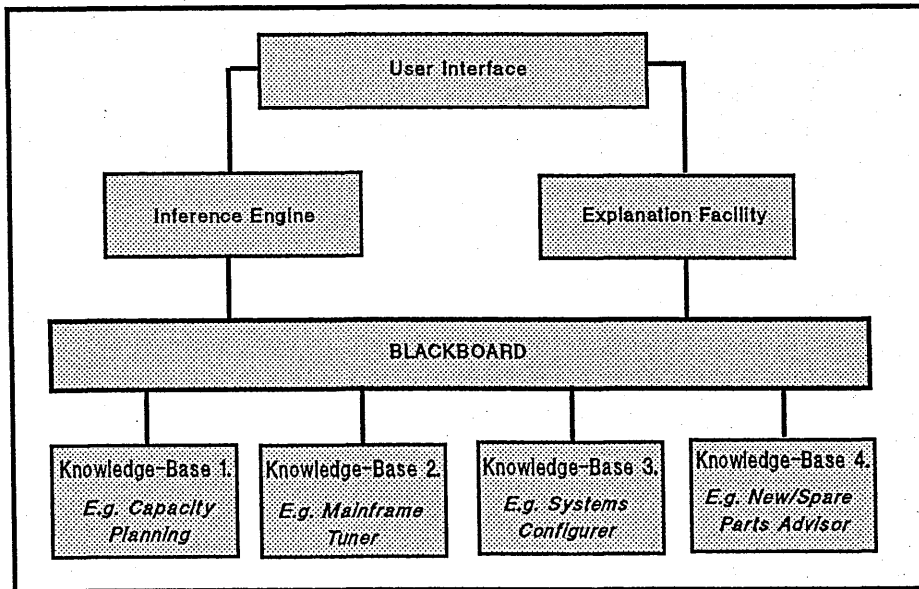 User Interface
Inference Engine
Explanation Facility
BLACKBOARD
Knowledge-Base 1.
E.g. Capacity
Planning
Knowledge-Base 2.
E.g. Mainframe
Tuner
Knowledge-Base 3.
E.g. Systems
Configurer
Knowledge-Base 4.
E.g. New/Spare
Parts Advisor